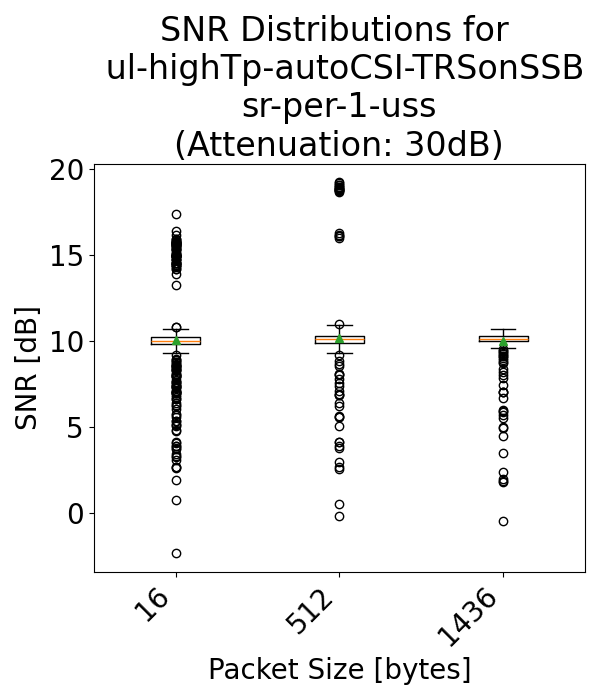 SNR Distributions for
ul-highTp-autoCSI-TRSonSSB
sr-per-1-uss
(Attenuation: 30dB)
20
15
10
5
0
SNR [dB]
16
512
1436
Packet Size [bytes]